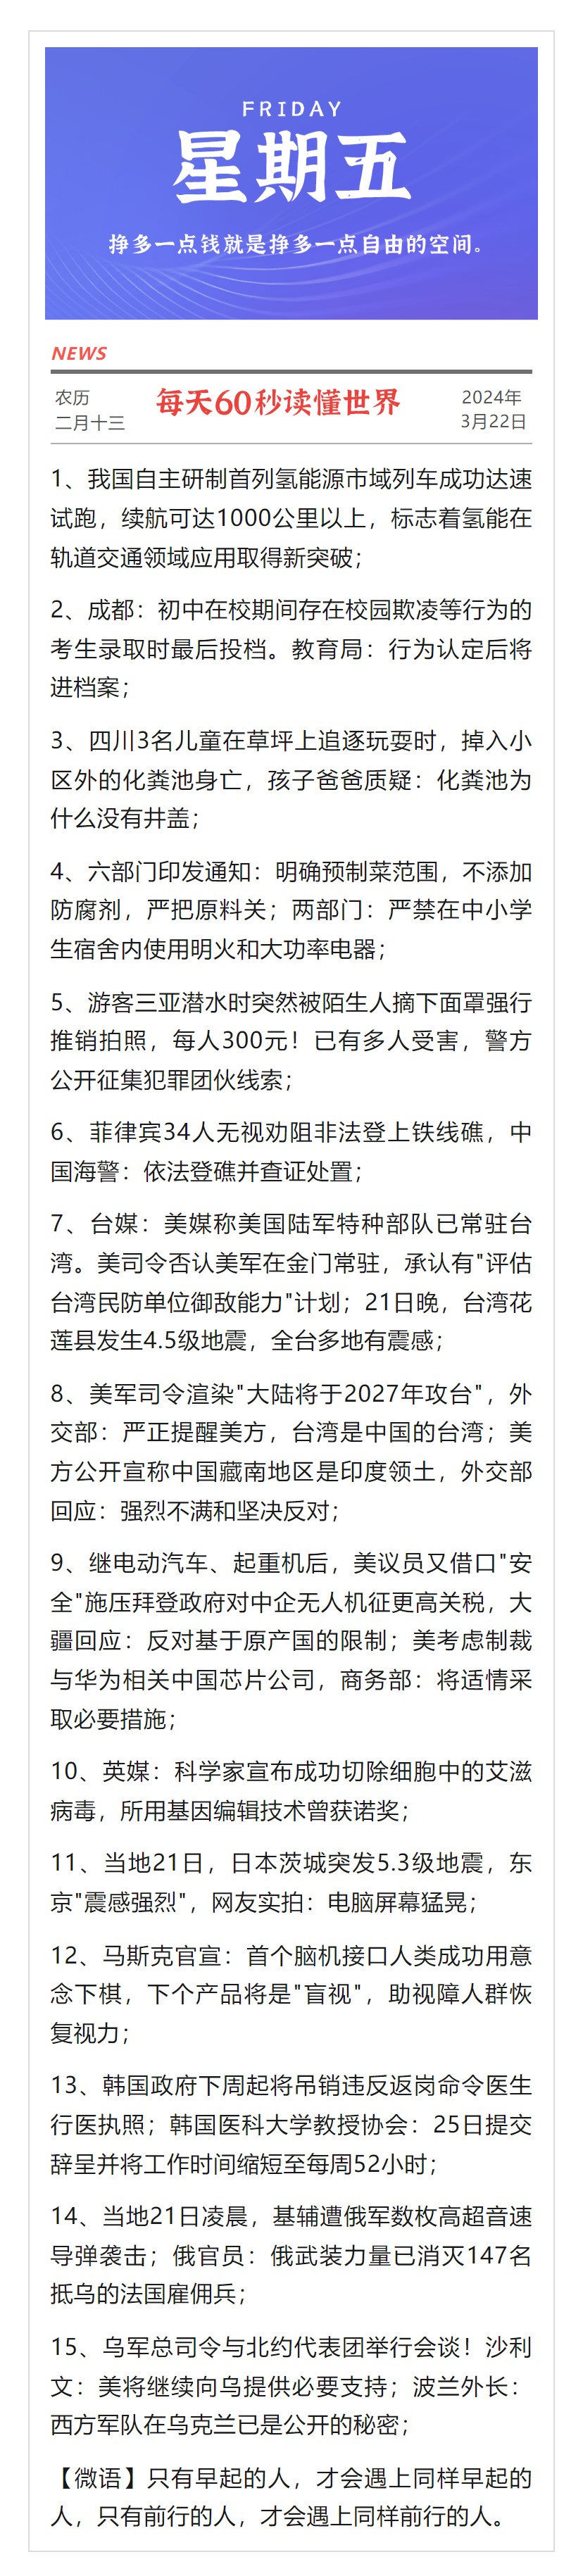 FRIDAY
星期五
挣多一点钱就是挣多一点自由的空间。
NEWS
农历
二月十三
每天60秒读懂世界
2024年
3月22日
1、我国自主研制首列氢能源市域列车成功达速
试跑，续航可达1000公里以上，标志着氢能在
轨道交通领域应用取得新突破；
2、成都：初中在校期间存在校园欺凌等行为的
考生录取时最后投档。教育局：行为认定后将
进档案；
3、四川3名儿童在草坪上追逐玩耍时，掉入小
区外的化粪池身亡，孩子爸爸质疑：化粪池为
什么没有井盖；
4、六部门印发通知：明确预制菜范围，不添加
防腐剂，严把原料关；两部门：严禁在中小学
生宿舍内使用明火和大功率电器；
5、游客三亚潜水时突然被陌生人摘下面罩强行
推销拍照，每人300元！已有多人受害，警方
公开征集犯罪团伙线索；
6、菲律宾34人无视劝阻非法登上铁线礁，中
国海警：依法登礁并查证处置；
7、台媒：美媒称美国陆军特种部队已常驻台
湾。美司令否认美军在金门常驻，承认有"评估
台湾民防单位御敌能力"计划；21日晚，台湾花
莲县发生4.5级地震，全台多地有震感；
8、美军司令渲染"大陆将于2027年攻台"，外
交部：严正提醒美方，台湾是中国的台湾；美
方公开宣称中国藏南地区是印度领土，外交部
回应：强烈不满和坚决反对；
9、继电动汽车、起重机后，美议员又借口"安
全"施压拜登政府对中企无人机征更高关税，大
疆回应：反对基于原产国的限制；美考虑制裁
与华为相关中国芯片公司，商务部：将适情采
取必要措施；
10、英媒：科学家宣布成功切除细胞中的艾滋
病毒，所用基因编辑技术曾获诺奖；
11、当地21日，日本茨城突发5.3级地震，东
京"震感强烈"，网友实拍：电脑屏幕猛晃；
12、马斯克官宣：首个脑机接口人类成功用意
念下棋，下个产品将是"盲视"，助视障人群恢
复视力；
13、韩国政府下周起将吊销违反返岗命令医生
行医执照；韩国医科大学教授协会：25日提交
辞呈并将工作时间缩短至每周52小时；
14、当地21日凌晨，基辅遭俄军数枚高超音速
导弹袭击；俄官员：俄武装力量已消灭147名
抵乌的法国雇佣兵；
15、乌军总司令与北约代表团举行会谈！沙利
文：美将继续向乌提供必要支持；波兰外长：
西方军队在乌克兰已是公开的秘密；
【微语】只有早起的人，才会遇上同样早起的
人，只有前行的人，才会遇上同样前行的人。